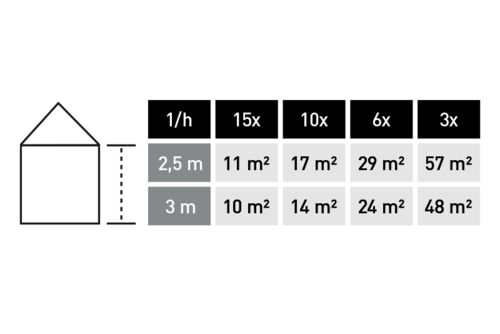 1/h 15x 10x 6x 3x
2,5 m 11 m² 17 m² 29 m² 57 m²
3 m 10 m² 14 m² 24 m² 48 m²